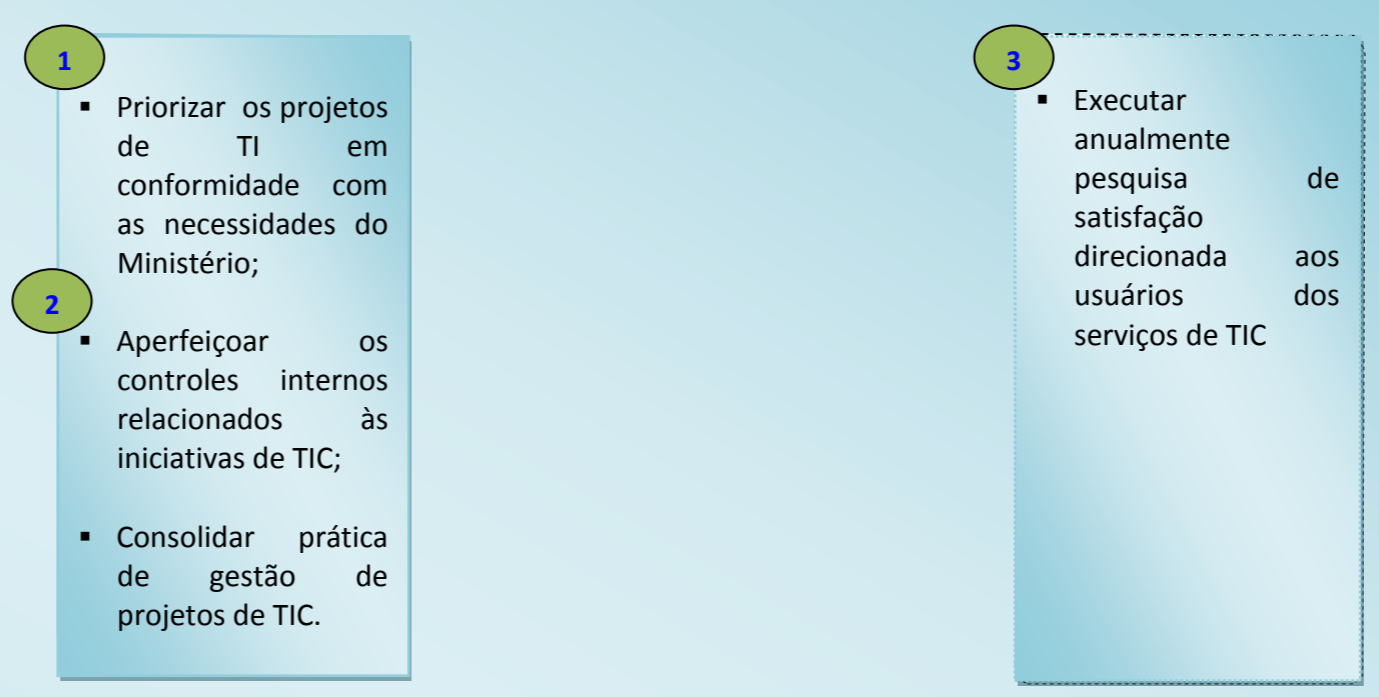 1
▪ Priorizar os projetos
de TI em
conformidade com
as necessidades do
Ministério;
2
▪ Aperfeiçoar os
controles internos
relacionados às
iniciativas de TIC;
▪ Consolidar prática
de gestão de
projetos de TIC.
3
▪ Executar
anualmente
pesquisa de
satisfação
direcionada aos
usuários dos
serviços de TIC